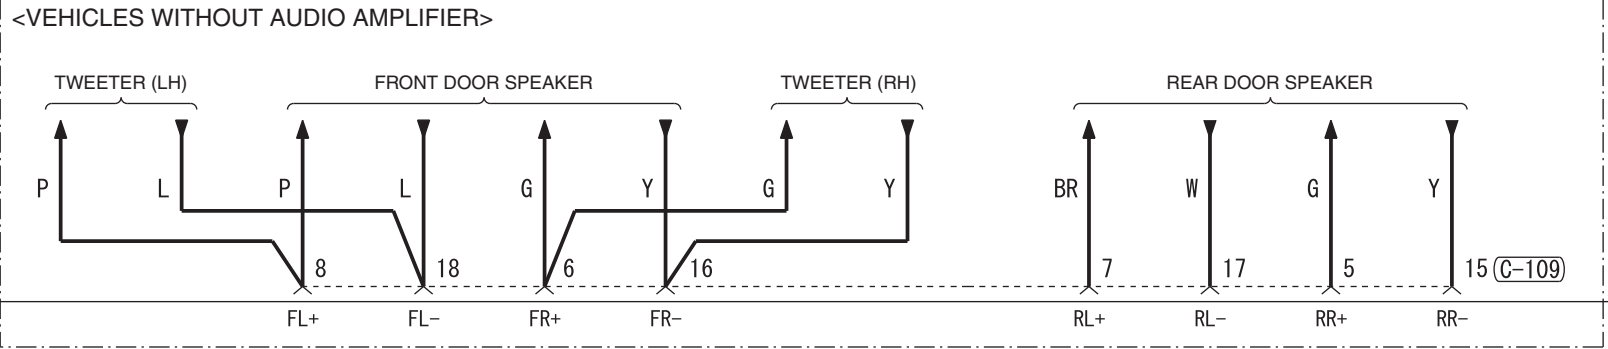 <VEHICLES WITHOUT AUDIO AMPLIFIER>
TWEETER (LH) FRONT DOOR SPEAKER TWEETER (RH) REAR DOOR SPEAKER
P L P L G Y G Y BR W G Y
8 18 6 16 7 17 5 15 C-109
FL+ FL- FR+ FR- RL+ RL- RR+ RR-